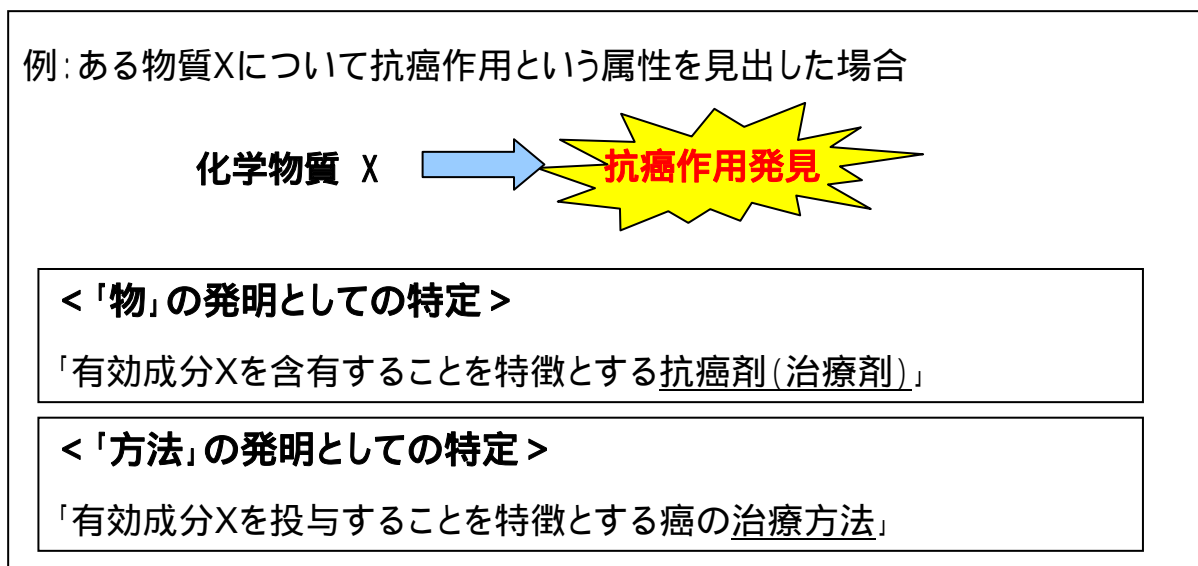 例:ある物質Xについて抗癌作用という属性を見出した場合
化学物質 X
抗癌作用発見
<「物」の発明としての特定>
「有効成分Xを含有することを特徴とする抗癌剤(治療剤)」
<「方法」の発明としての特定>
「有効成分Xを投与することを特徴とする癌の治療方法」